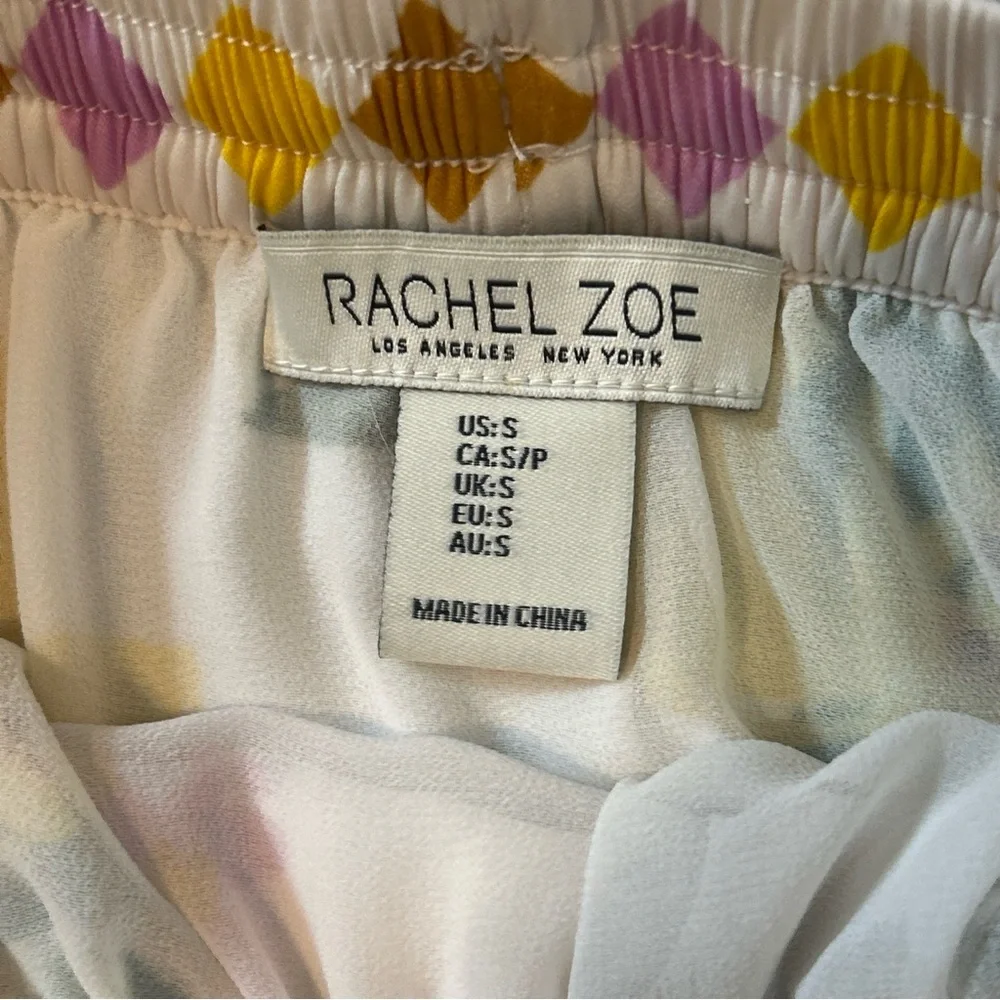 RACHEL ZOE
LOS ANGELES NEW YORK
US:S
CA:S/P
UK:S
EU:S
AU:S
MADE IN CHINA